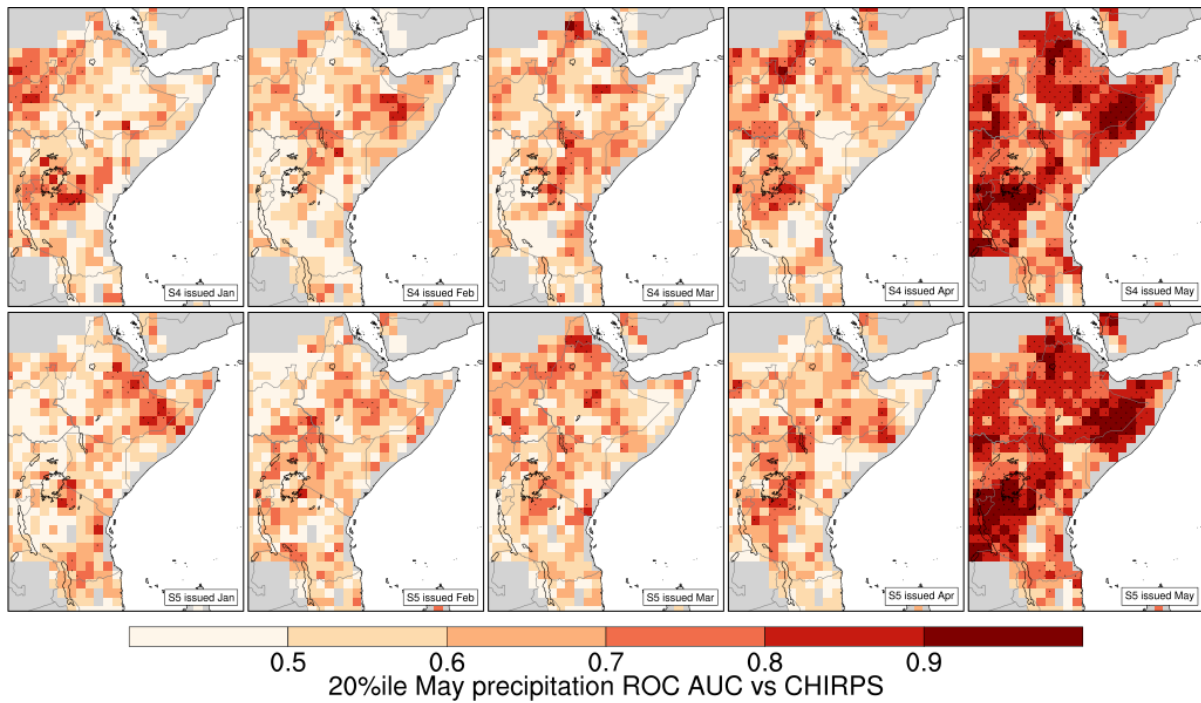 S4 issued Jan
S4 issued Feb
S4 issued Mar
S4 issued Apr
S4 issued May
S5 issued Jan
S5 issued Feb
S5 issued Mar
S5 issued Apr
S5 issued May
0.5 0.6 0.7 0.8 0.9
20%ile May precipitation ROC AUC vs CHIRPS